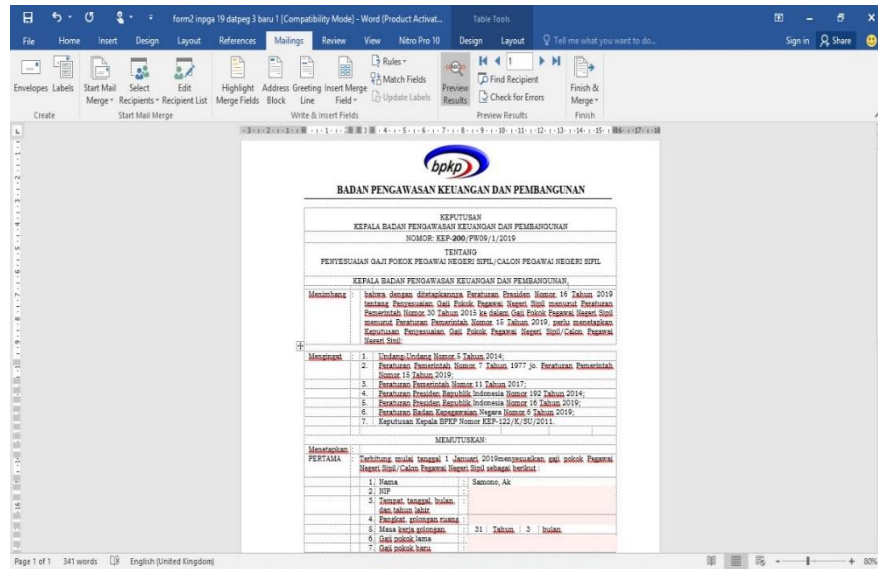 form2 inpga 19 datpeg 3 baru 1 [Compatibility Mode] - Word (Product Activat...
Table Tools
File Home Insert Design Layout References Mailings Review View Nitro Pro 10 Design Layout Tell me what you want to do... Sign in Share
Envelopes Labels
Start Mail Merge Select Recipients Edit Recipient List
Highlight Merge Fields Address Block Greeting Line Insert Merge Field
Rules
Match Fields
Update Labels
Preview Results
1
Find Recipient
Check for Errors
Finish & Merge
Create Start Mail Merge Write & Insert Fields Preview Results Finish
bpkp
BADAN PENGAWASAN KEUANGAN DAN PEMBANGUNAN
KEPUTUSAN
KEPALA BADAN PENGAWASAN KEUANGAN DAN PEMBANGUNAN
NOMOR: KEP-200/PW09/1/2019
TENTANG
PENYESUAIAN GAJI POKOK PEGAWAI NEGERI SIPIL/CALON PEGAWAI NEGERI SIPIL
KEPALA BADAN PENGAWASAN KEUANGAN DAN PEMBANGUNAN,
Menimbang : bahwa dengan ditetapkannya Peraturan Presiden Nomor 16 Tahun 2019
tentang Penyesuaian Gaji Pokok Pegawai Negeri Sipil menurut Peraturan
Pemerintah Nomor 30 Tahun 2015 ke dalam Gaji Pokok Pegawai Negeri Sipil
menurut Peraturan Pemerintah Nomor 15 Tahun 2019, perlu menetapkan
Keputusan Penyesuaian Gaji Pokok Pegawai Negeri Sipil/Calon Pegawai
Negeri Sipil;
Mengingat : 1. Undang-Undang Nomor 5 Tahun 2014;
2. Peraturan Pemerintah Nomor 7 Tahun 1977 jo. Peraturan Pemerintah
Nomor 15 Tahun 2019;
3. Peraturan Pemerintah Nomor 11 Tahun 2017;
4. Peraturan Presiden Republik Indonesia Nomor 192 Tahun 2014;
5. Peraturan Presiden Republik Indonesia Nomor 16 Tahun 2019;
6. Peraturan Badan Kepegawaian Negara Nomor 6 Tahun 2019;
7. Keputusan Kepala BPKP Nomor KEP-122/K/SU/2011.
MEMUTUSKAN:
Menetapkan :
PERTAMA : Terhitung mulai tanggal 1 Januari 2019menyesuaikan gaji pokok Pegawai
Negeri Sipil/Calon Pegawai Negeri Sipil sebagai berikut :
1. Nama : Samono, Ak
2. NIP :
3. Tempat, tanggal, bulan,
dan tahun lahir :
4. Pangkat, golongan ruang :
5. Masa kerja golongan : 31 Tahun 3 bulan
6. Gaji pokok lama :
7. Gaji pokok baru :
Page 1 of 1 341 words English (United Kingdom) 80%